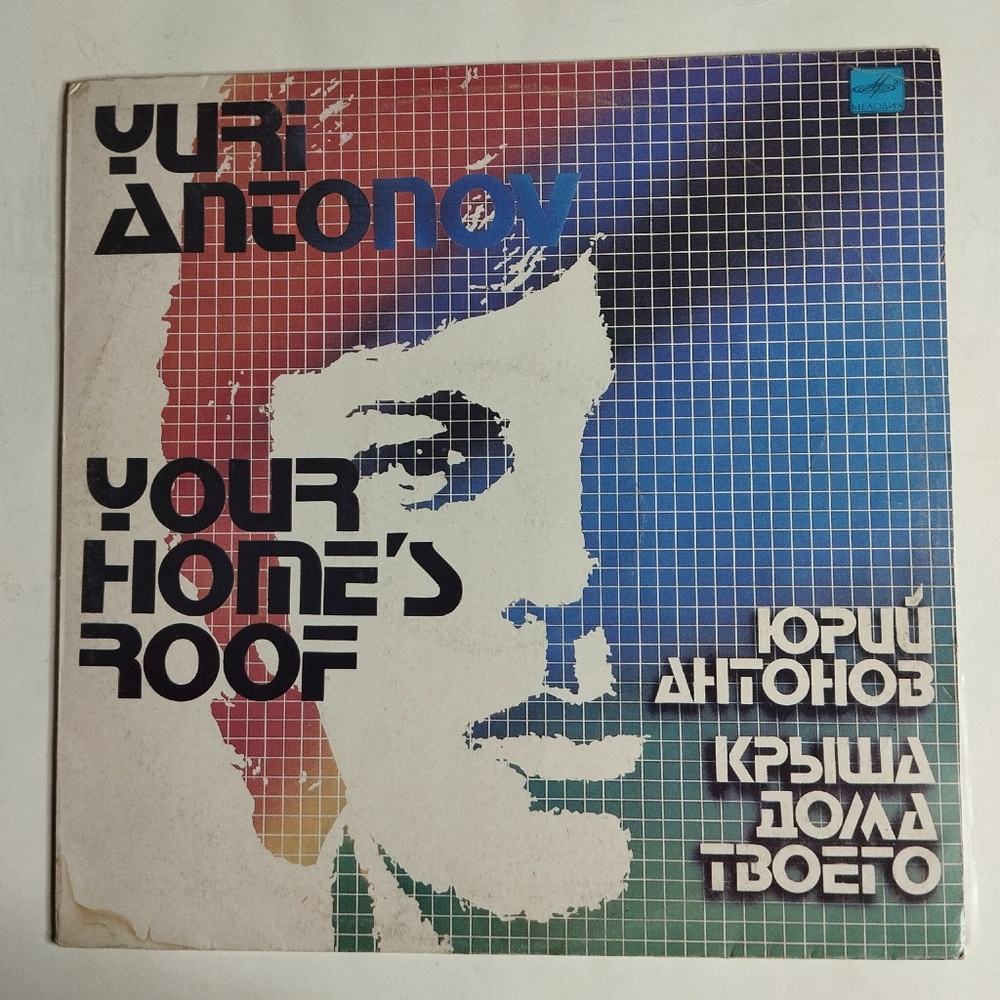 YURI
ANTONOV
МЕЛОДИЯ
YOUR
HOME'S
ROOF
ЮРИЙ
АНТОНОВ
КРЫША
ДОМА
ТВОЕГО